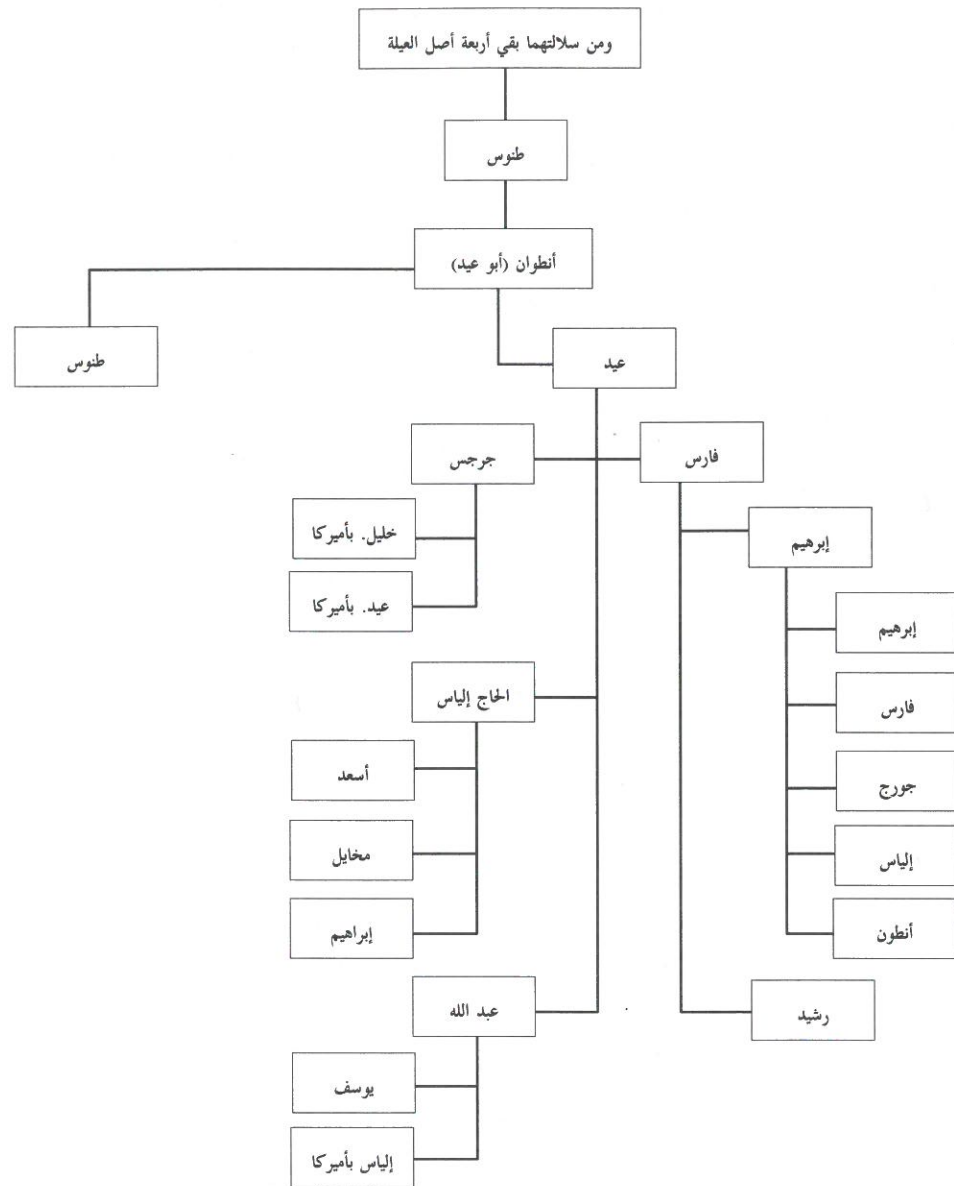 ومن سلالتهما بقي أربعة أصل العيلة
طنوس
أنطوان (أبو عيد)
طنوس
عيد
فارس
جرجس
خليل. بأميركا
عيد. بأميركا
إبرهيم
إبرهيم
فارس
جورج
إلياس
أنطون
رشيد
الحاج إلياس
أسعد
مخايل
إبراهيم
عبد الله
يوسف
إلياس بأميركا